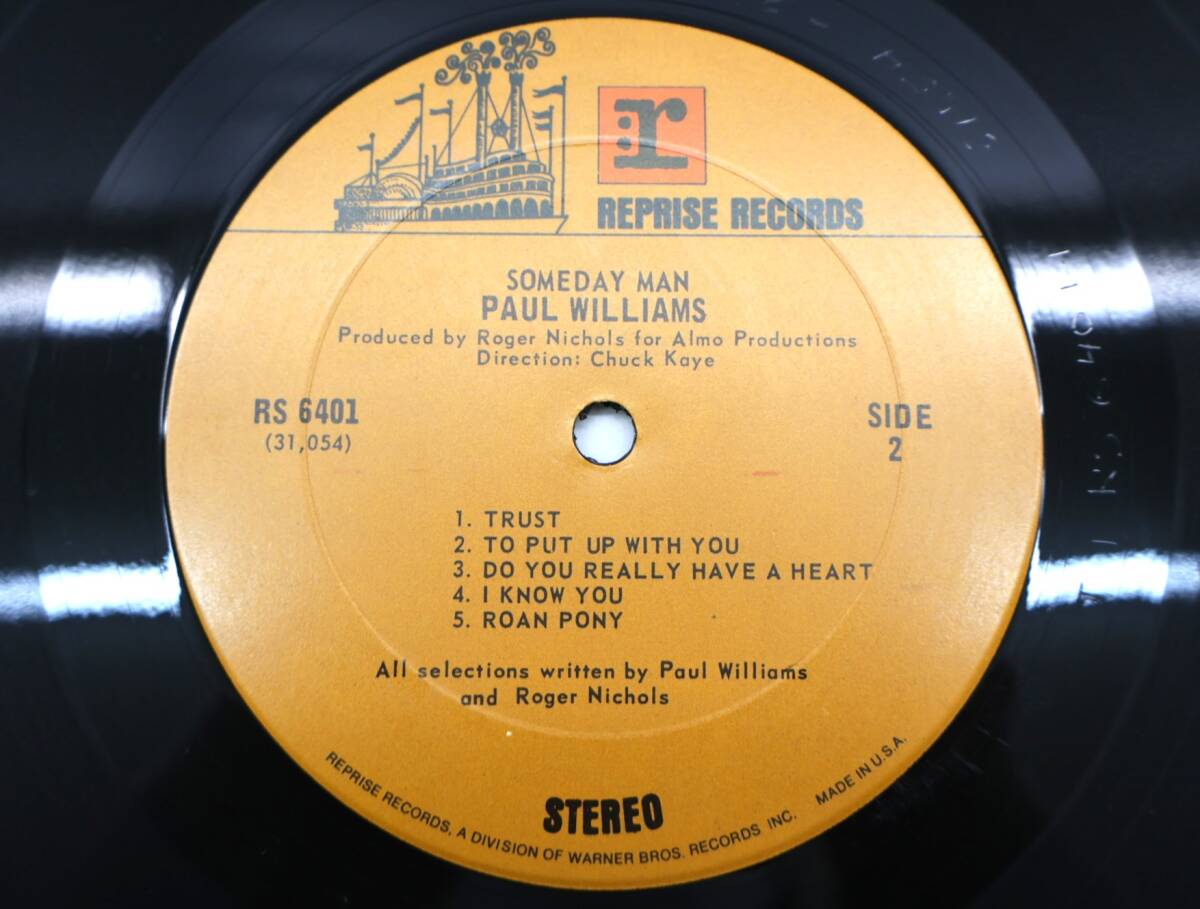 r
REPRISE RECORDS
SOMEDAY MAN
PAUL WILLIAMS
Produced by Roger Nichols for Almo Productions
Direction: Chuck Kaye
RS 6401
(31,054)
SIDE
2
1. TRUST
2. TO PUT UP WITH YOU
3. DO YOU REALLY HAVE A HEART
4. I KNOW YOU
5. ROAN PONY
All selections written by Paul Williams
and Roger Nichols
STEREO
REPRISE RECORDS, A DIVISION OF WARNER BROS. RECORDS INC. MADE IN U.S.A.